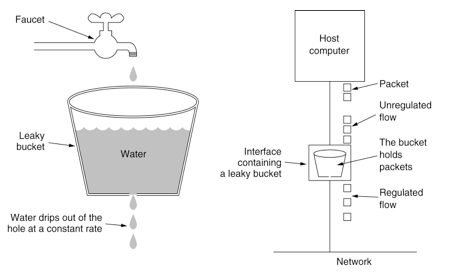 Faucet
Leaky
bucket
Water
Water drips out of the
hole at a constant rate
Host
computer
Packet
Unregulated
flow
Interface
containing
a leaky bucket
The bucket
holds
packets
Regulated
flow
Network